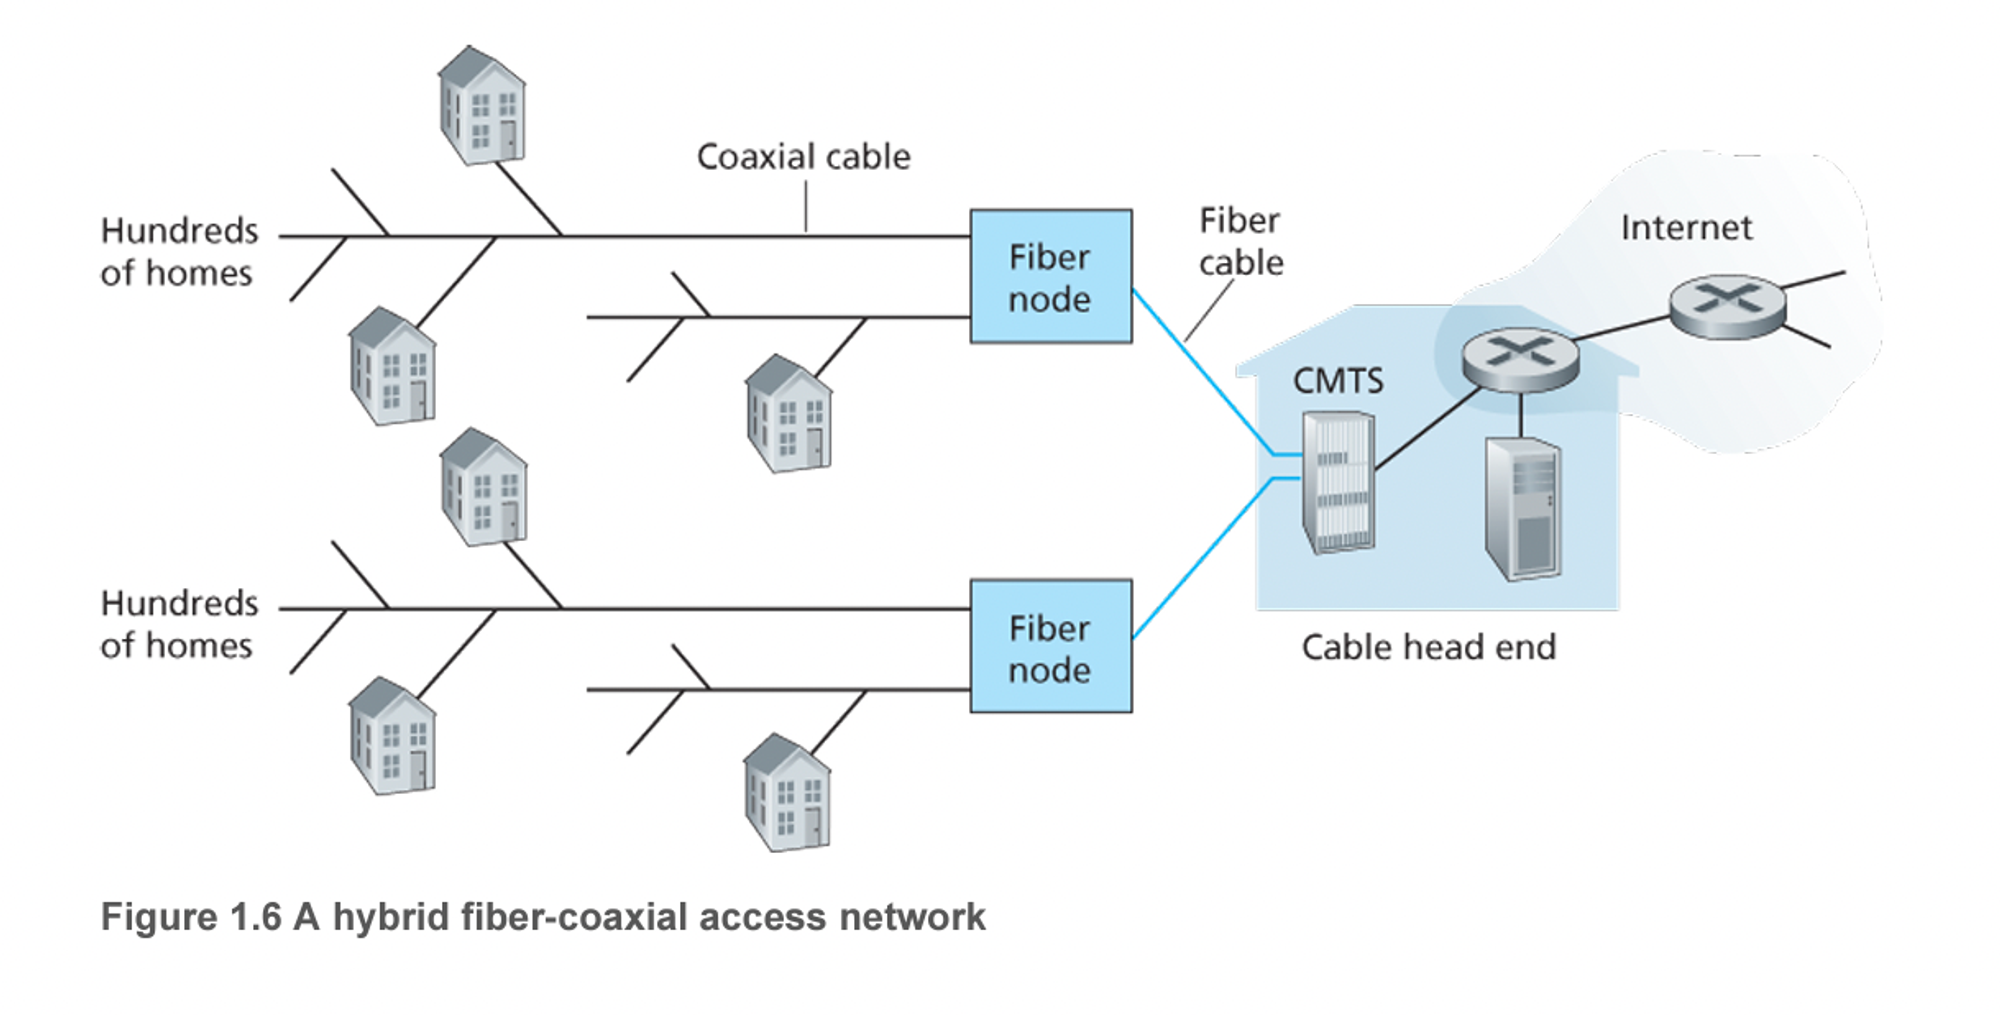 Coaxial cable
Hundreds
of homes
Fiber
node
Fiber
cable
Internet
CMTS
Hundreds
of homes
Fiber
node
Cable head end
Figure 1.6 A hybrid fiber-coaxial access network